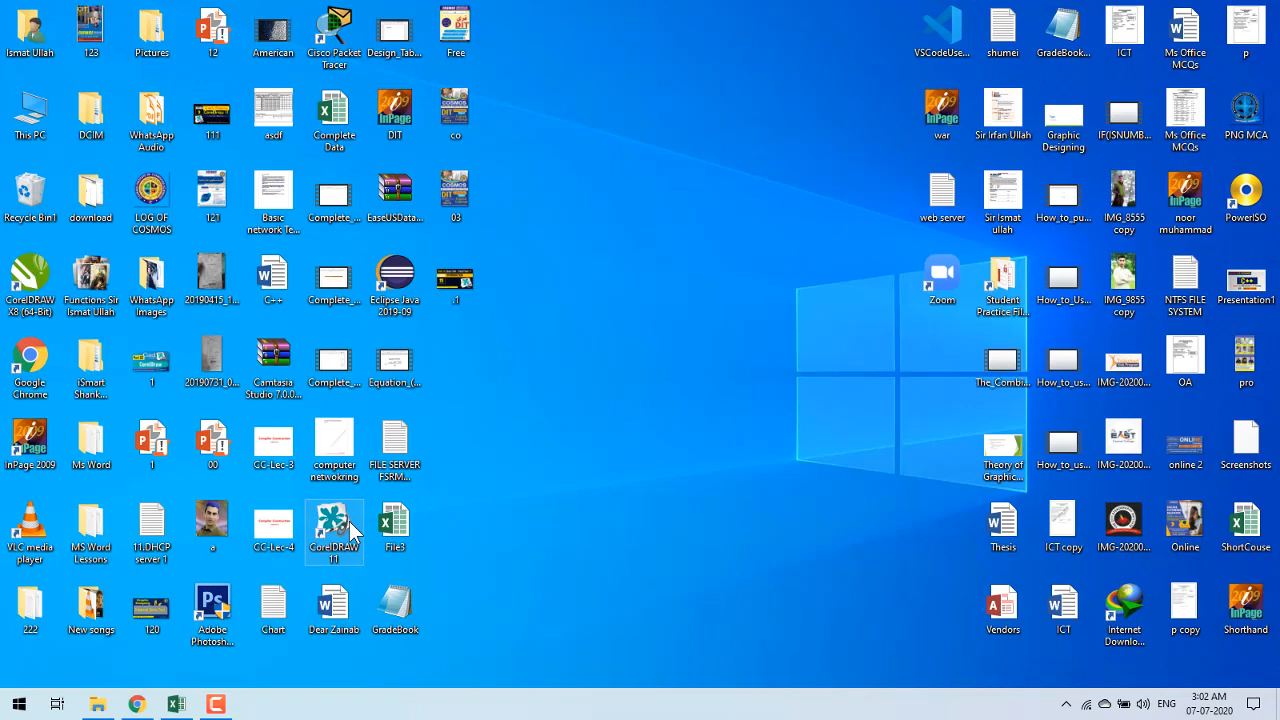 Ismat Ullah
123
Pictures
12
American
Cisco Packet
Tracer
Design_Tab...
Free
VSCodeUse...
shumei
GradeBook...
ICT
Ms Office
MCQs
p
This PC
DCIM
WhatsApp
Audio
111
asdf
Complete
Data
DIT
co
war
Sir Irfan Ullah
Graphic
Designing
IF(ISNUMB...
Ms Office
MCQs
PNG MCA
Recycle Bin1
download
LOG OF
COSMOS
121
Basic
network Te...
Complete_...
EaseUSData...
03
web server
Sir Ismat
ullah
How_to_pu...
IMG_8555
copy
noor
muhammad
PowerISO
CorelDRAW
X8 (64-Bit)
Functions Sir
Ismat Ullah
WhatsApp
Images
20190415_1...
C++
Complete_...
Eclipse Java
2019-09
.1
Zoom
Student
Practice Fil...
How_to_Us...
IMG_9855
copy
NTFS FILE
SYSTEM
Presentation1
Google
Chrome
iSmart
Shank...
1
20190731_0...
Camtasia
Studio 7.0.0...
Complete_...
Equation_(...
The_Combi...
How_to_us...
IMG-20200...
OA
pro
InPage 2009
Ms Word
1
00
CC-Lec-3
computer
netwokring
FILE SERVER
FSRM...
Theory of
Graphic...
How_to_us...
IMG-20200...
online 2
Screenshots
VLC media
player
MS Word
Lessons
11.DHCP
server 1
a
CC-Lec-4
CorelDRAW
11
File3
Thesis
ICT copy
IMG-20200...
Online
ShortCouse
222
New songs
120
Adobe
Photosh...
Chart
Dear Zainab
GradeBook
Vendors
ICT
Internet
Downlo...
p copy
Shorthand
ENG
3:02 AM
07-07-2020